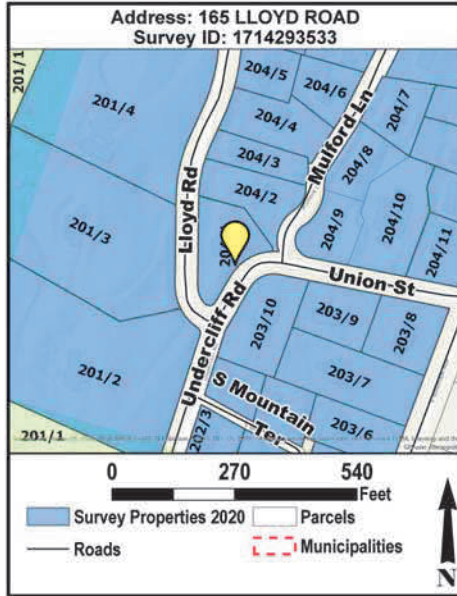 Address: 165 LLOYD ROAD
Survey ID: 1714293533
201/1
201/4
204/5
204/6
204/7
204/4
Mulford Ln
204/8
204/3
204/2
Lloyd Rd
201/3
204/9
204/10
204/11
Union St
Undercliff Rd
203/10
203/9
203/8
201/2
203/7
S Mountain
Ter
202/3
203/6
201/1
0 270 540
Feet
Survey Properties 2020
Parcels
Roads
Municipalities
N